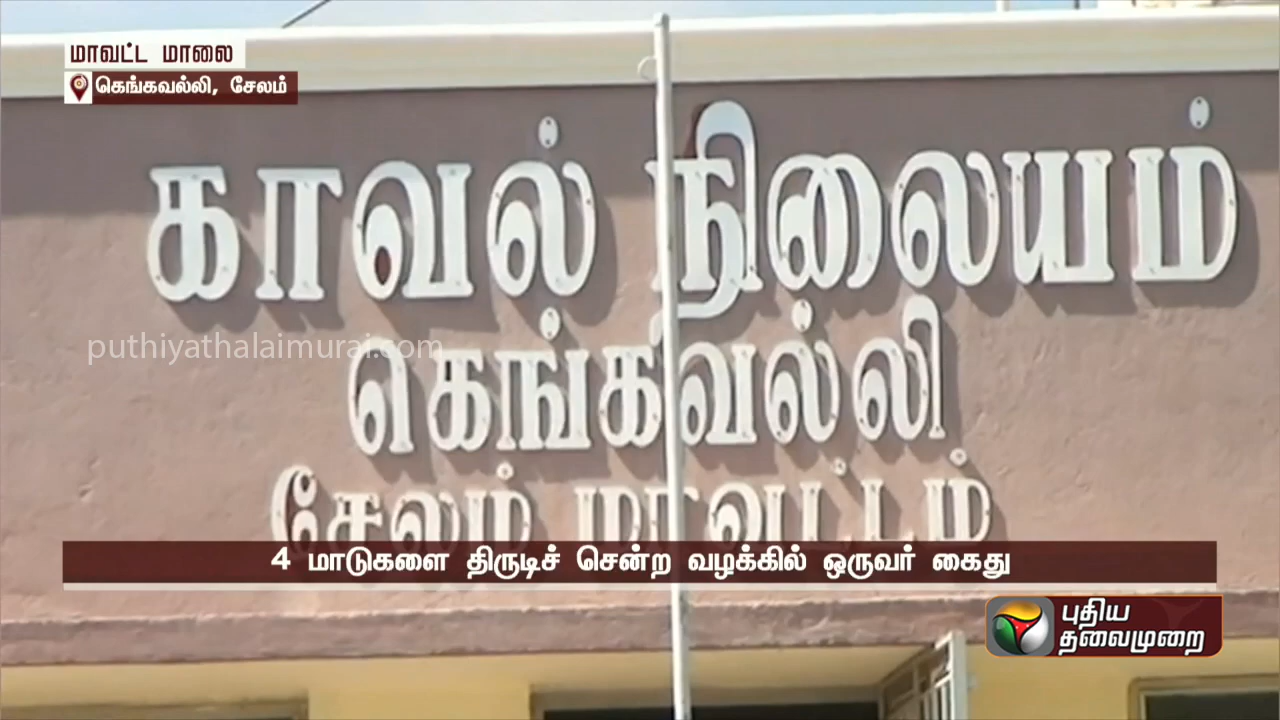 மாவட்ட மாலை
கெங்கவல்லி, சேலம்
காவல் நிலையம்
puthiyathalaimurai.com
கெங்கவல்லி
சேலம் மாவட்டம்
4 மாடுகளை திருடிச் சென்ற வழக்கில் ஒருவர் கைது
புதிய
தலைமுறை